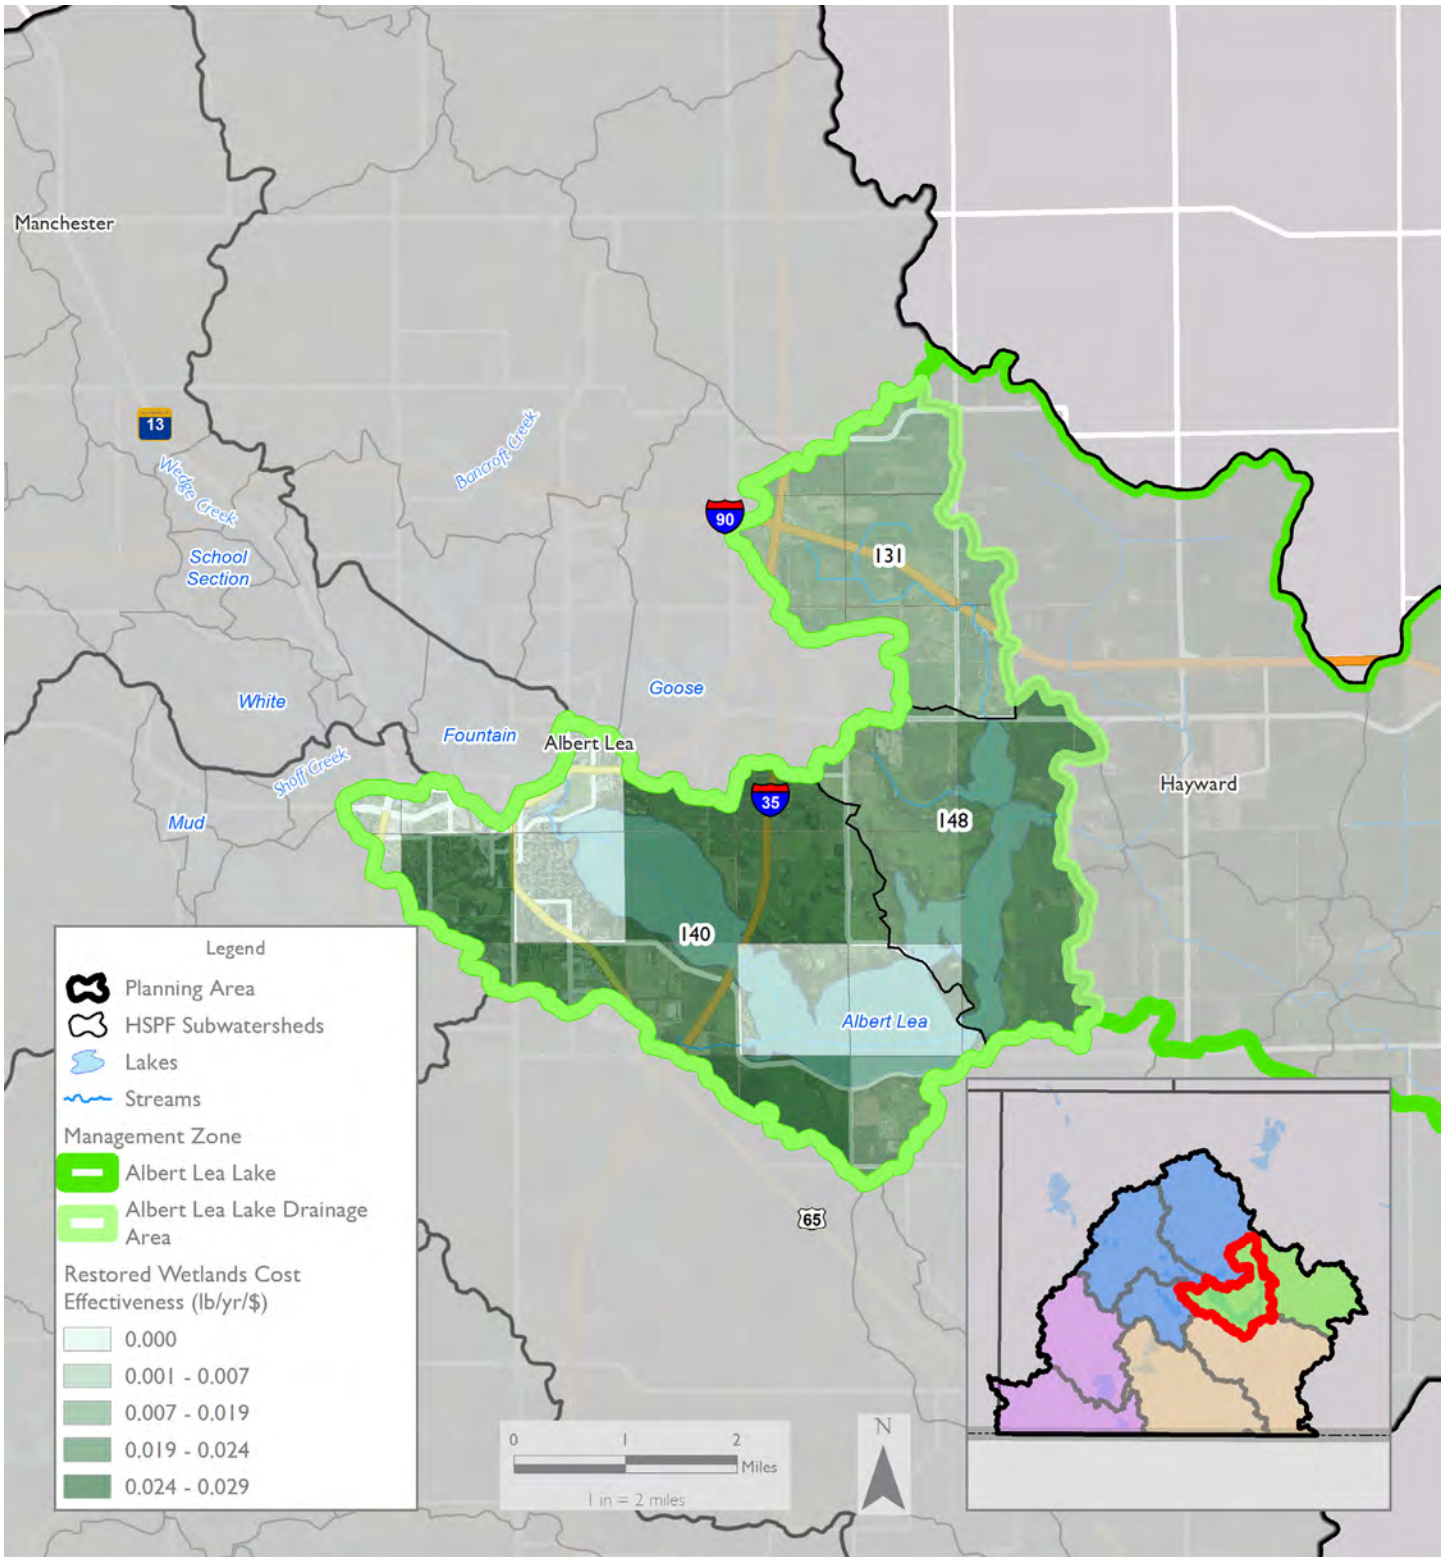 Manchester
13
Wedge Creek
Bancroft Creek
School
Section
90
131
White
Goose
Fountain
Albert Lea
Shoff Creek
Mud
35
Hayward
148
140
Albert Lea
65
Legend
Planning Area
HSPF Subwatersheds
Lakes
Streams
Management Zone
Albert Lea Lake
Albert Lea Lake Drainage
Area
Restored Wetlands Cost
Effectiveness (lb/yr/$)
0.000
0.001 - 0.007
0.007 - 0.019
0.019 - 0.024
0.024 - 0.029
0 1 2
Miles
1 in = 2 miles
N